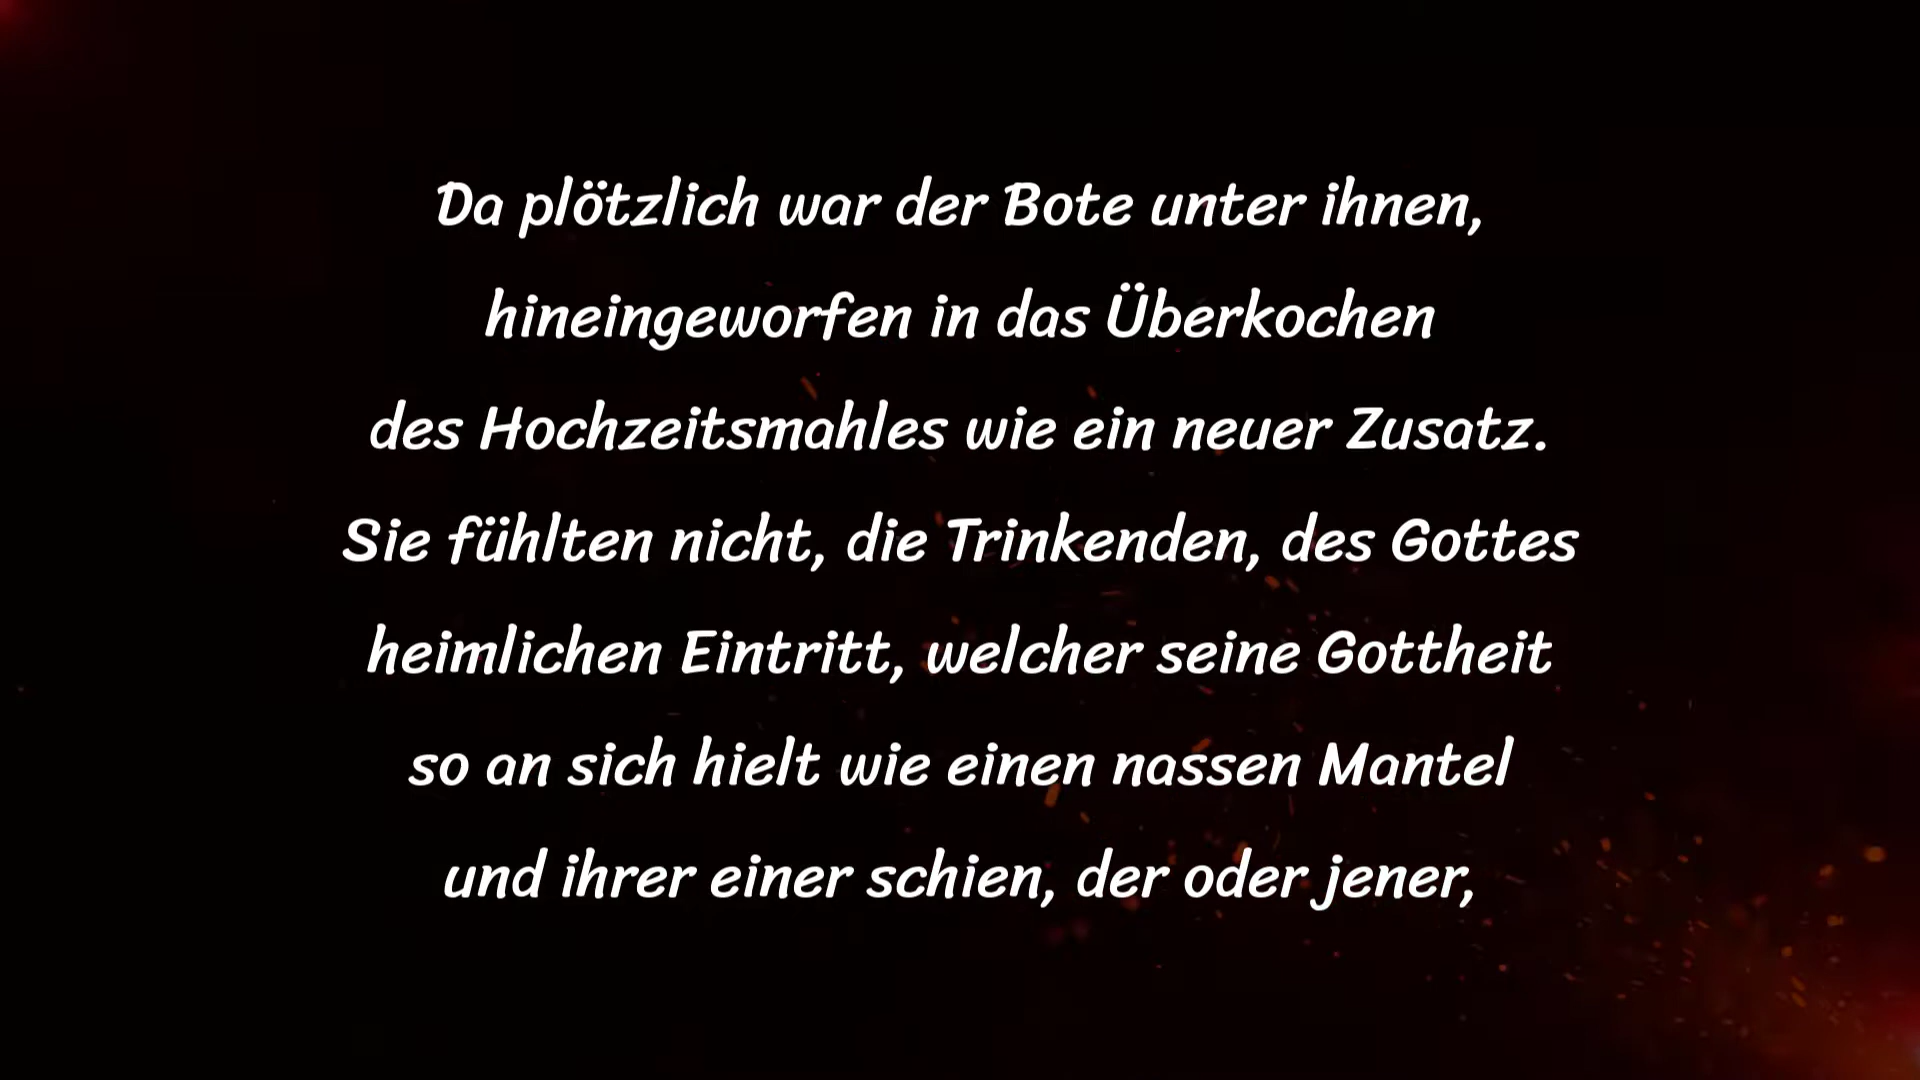 Da plötzlich war der Bote unter ihnen,
hineingeworfen in das Überkochen
des Hochzeitsmahles wie ein neuer Zusatz.
Sie fühlten nicht, die Trinkenden, des Gottes
heimlichen Eintritt, welcher seine Gottheit
so an sich hielt wie einen nassen Mantel
und ihrer einer schien, der oder jener,